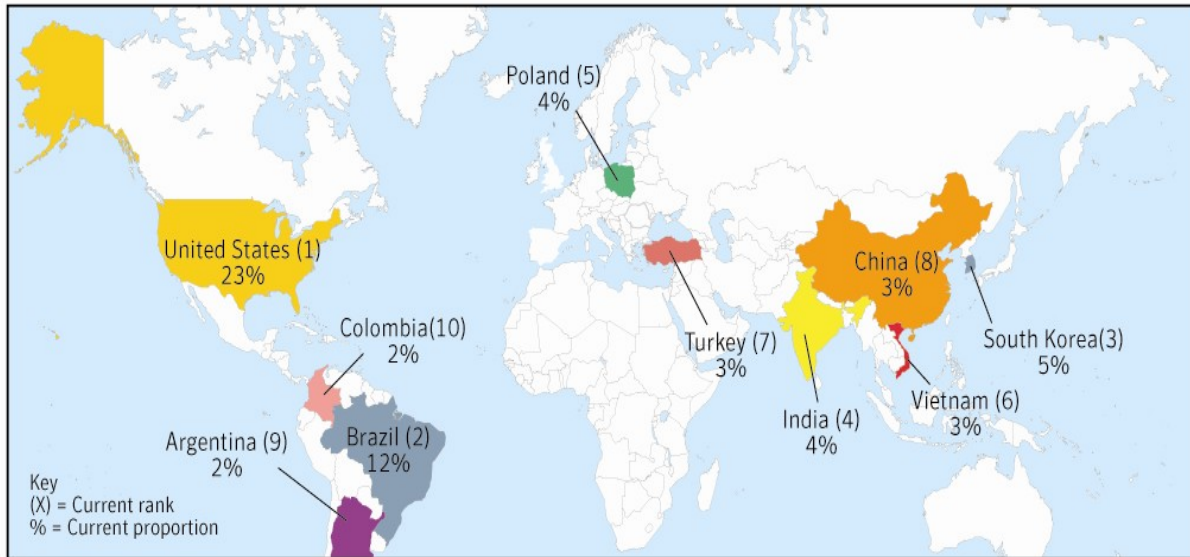 Poland (5)
4%
United States (1)
23%
China (8)
3%
Colombia(10)
2%
Turkey (7)
3%
South Korea(3)
5%
India (4)
4%
Vietnam (6)
3%
Argentina (9)
2%
Brazil (2)
12%
Key
(X) = Current rank
% = Current proportion